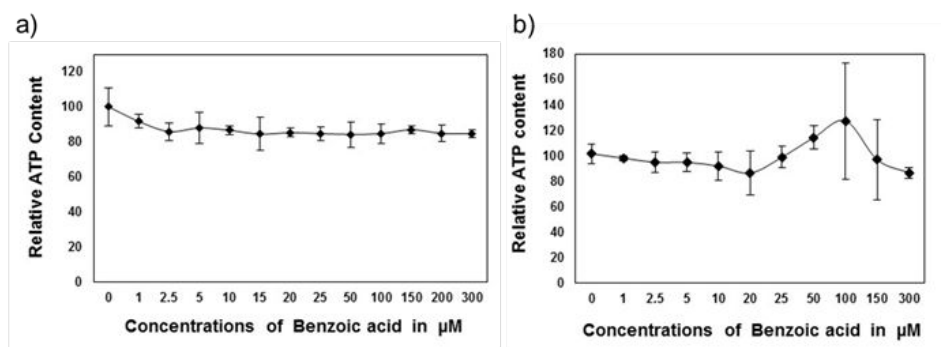 a)
Relative ATP Content
120
100
80
60
40
20
0
0 1 2.5 5 10 15 20 25 50 100 150 200 300
Concentrations of Benzoic acid in µM
b)
Relative ATP content
180
160
140
120
100
80
60
40
20
0
0 1 2.5 5 10 20 25 50 100 150 300
Concentrations of Benzoic acid in µM